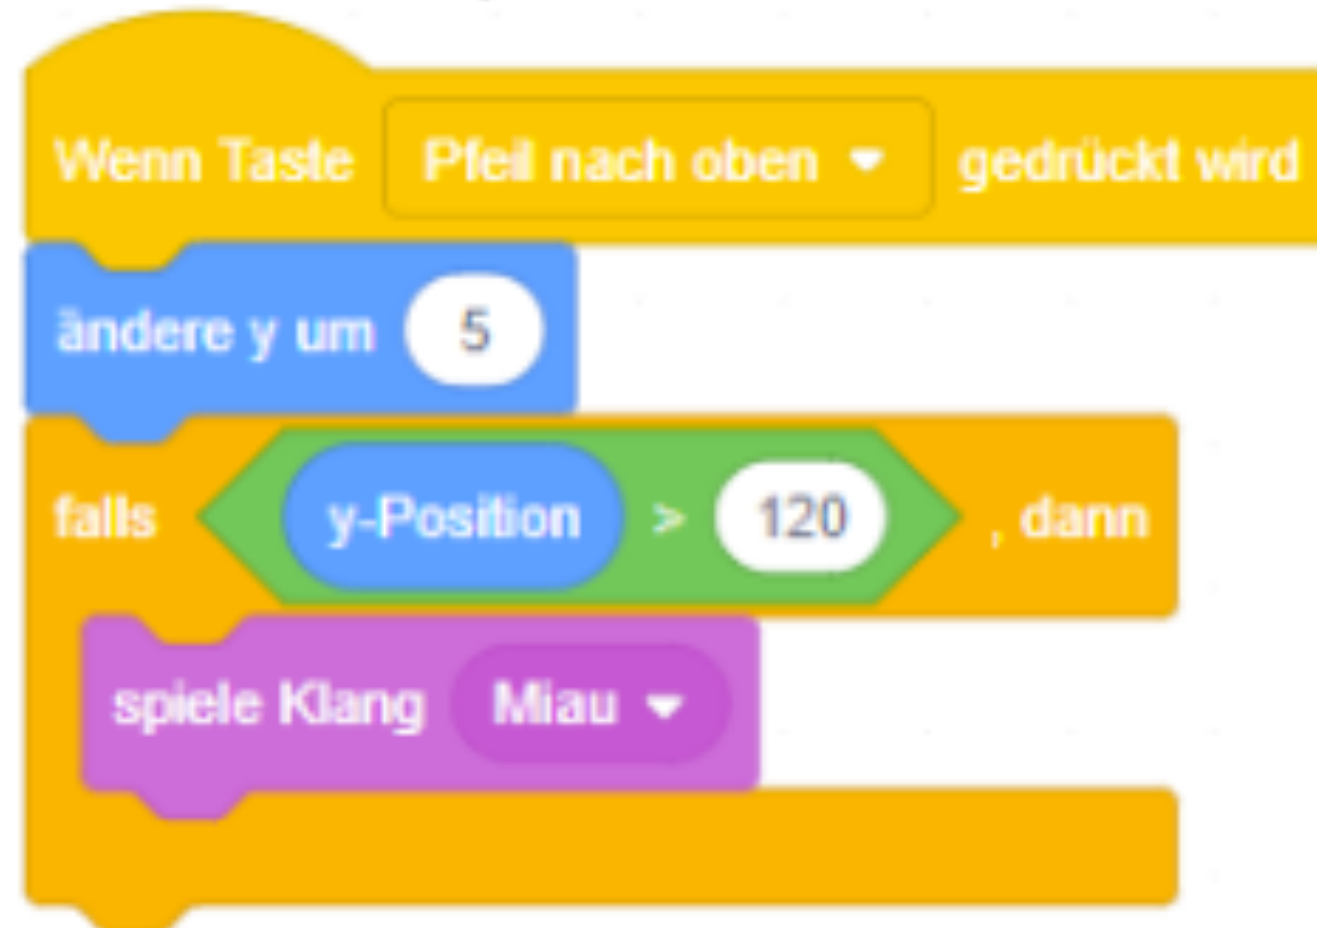 Wenn Taste Pfeil nach oben gedrückt wird
ändere y um 5
falls y-Position > 120 , dann
spiele Klang Miau